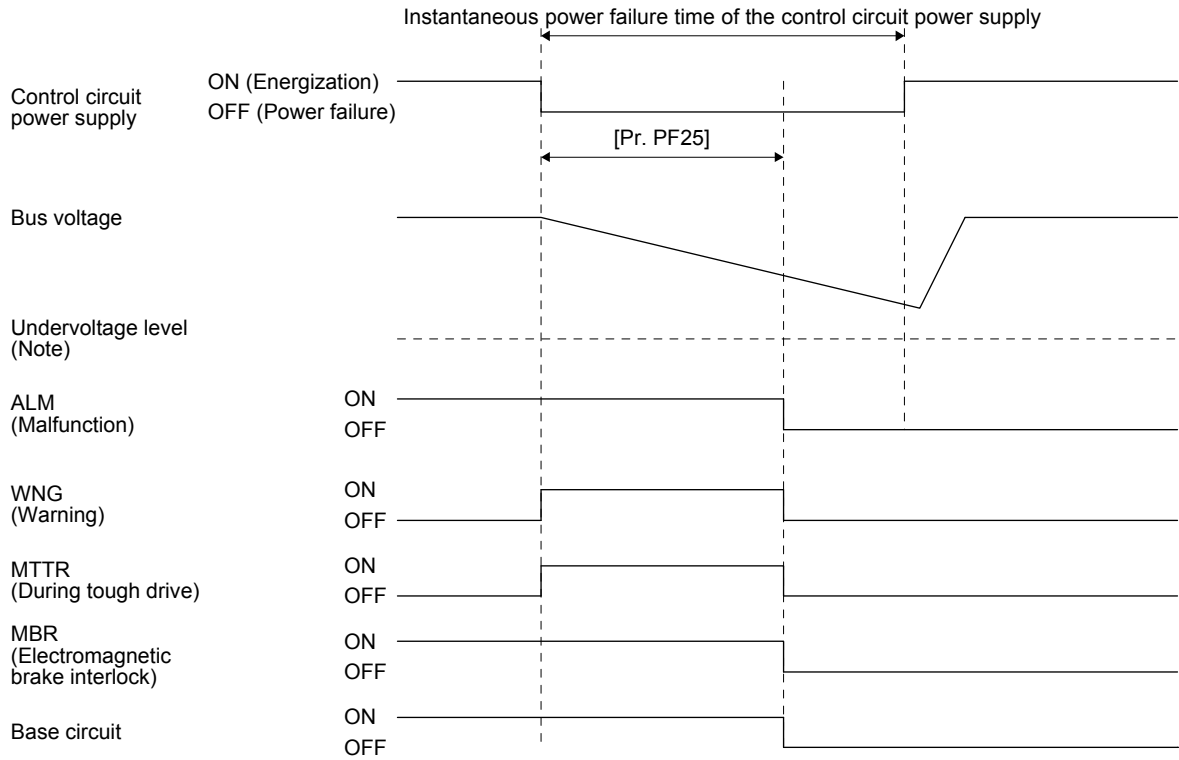 Instantaneous power failure time of the control circuit power supply
Control circuit
power supply
ON (Energization)
OFF (Power failure)
[Pr. PF25]
Bus voltage
Undervoltage level
(Note)
ALM
(Malfunction)
ON
OFF
WNG
(Warning)
ON
OFF
MTTR
(During tough drive)
ON
OFF
MBR
(Electromagnetic
brake interlock)
ON
OFF
Base circuit
ON
OFF